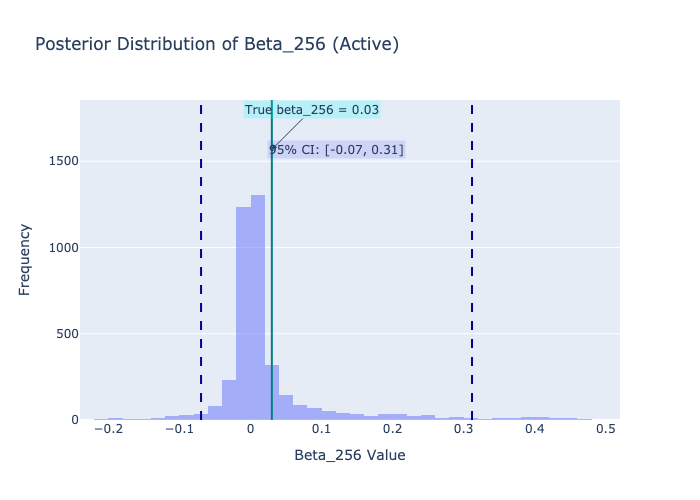 Posterior Distribution of Beta_256 (Active)
True beta_256 = 0.03
95% CI: [-0.07, 0.31]
1500
1000
500
0
Frequency
−0.2 −0.1 0 0.1 0.2 0.3 0.4 0.5
Beta_256 Value